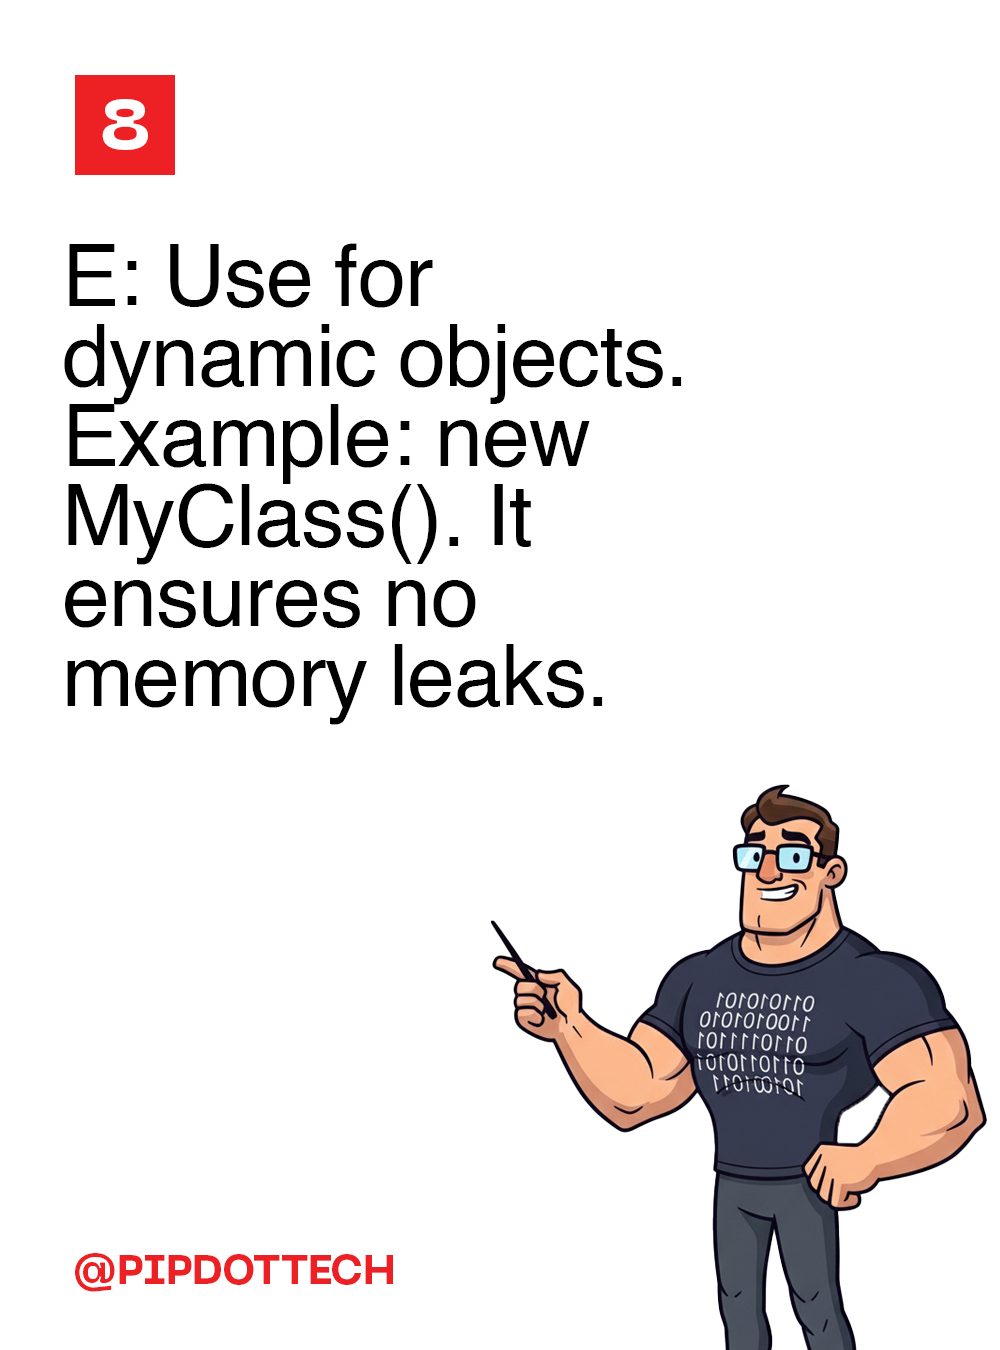 8
E: Use for
dynamic objects.
Example: new
MyClass(). It
ensures no
memory leaks.
@PIPDOTTECH